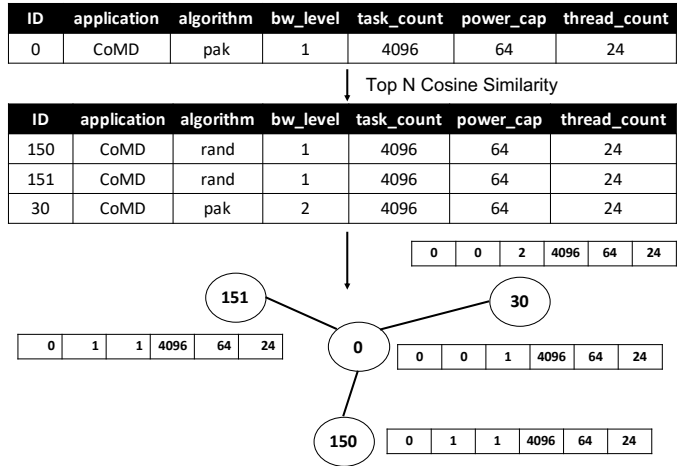 ID application algorithm bw_level task_count power_cap thread_count
0 CoMD pak 1 4096 64 24
Top N Cosine Similarity
ID application algorithm bw_level task_count power_cap thread_count
150 CoMD rand 1 4096 64 24
151 CoMD rand 1 4096 64 24
30 CoMD pak 2 4096 64 24
0 0 2 4096 64 24
151
30
0 1 1 4096 64 24
0
0 0 1 4096 64 24
150
0 1 1 4096 64 24